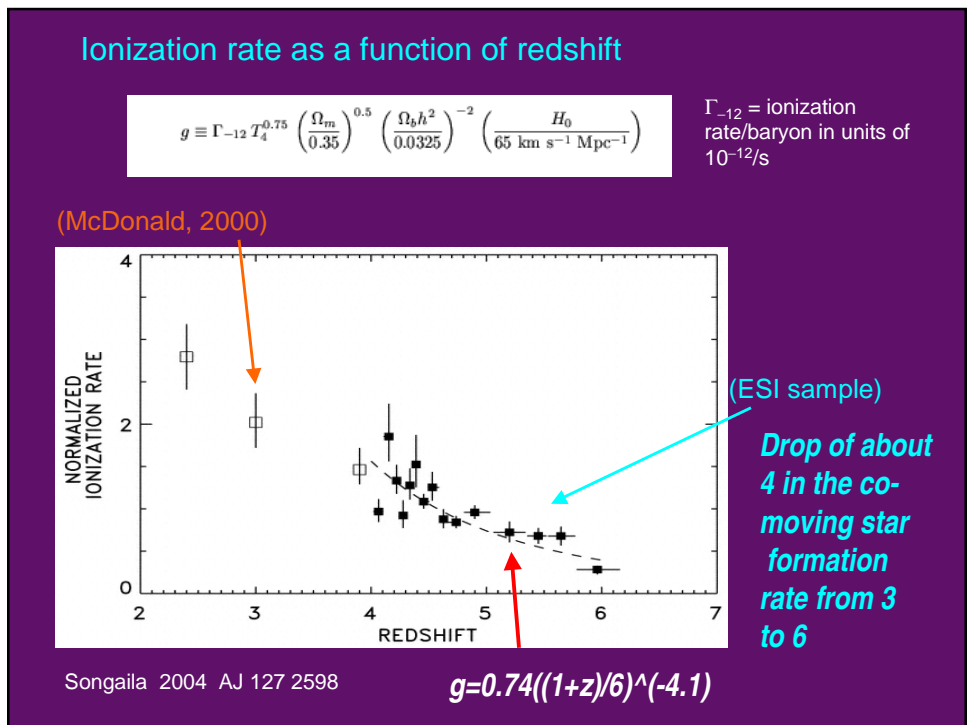 Ionization rate as a function of redshift
g ≡ Γ₋₁₂ T₄^0.75 (Ω_m/0.35)^0.5 (Ω_b h²/0.0325)^−2 (H₀/65 km s⁻¹ Mpc⁻¹)
Γ₋₁₂ = ionization
rate/baryon in units of
10⁻¹²/s
(McDonald, 2000)
4
2
0
NORMALIZED
IONIZATION RATE
2 3 4 5 6 7
REDSHIFT
(ESI sample)
Drop of about
4 in the co-
moving star
formation
rate from 3
to 6
Songaila 2004 AJ 127 2598
g=0.74((1+z)/6)^(-4.1)